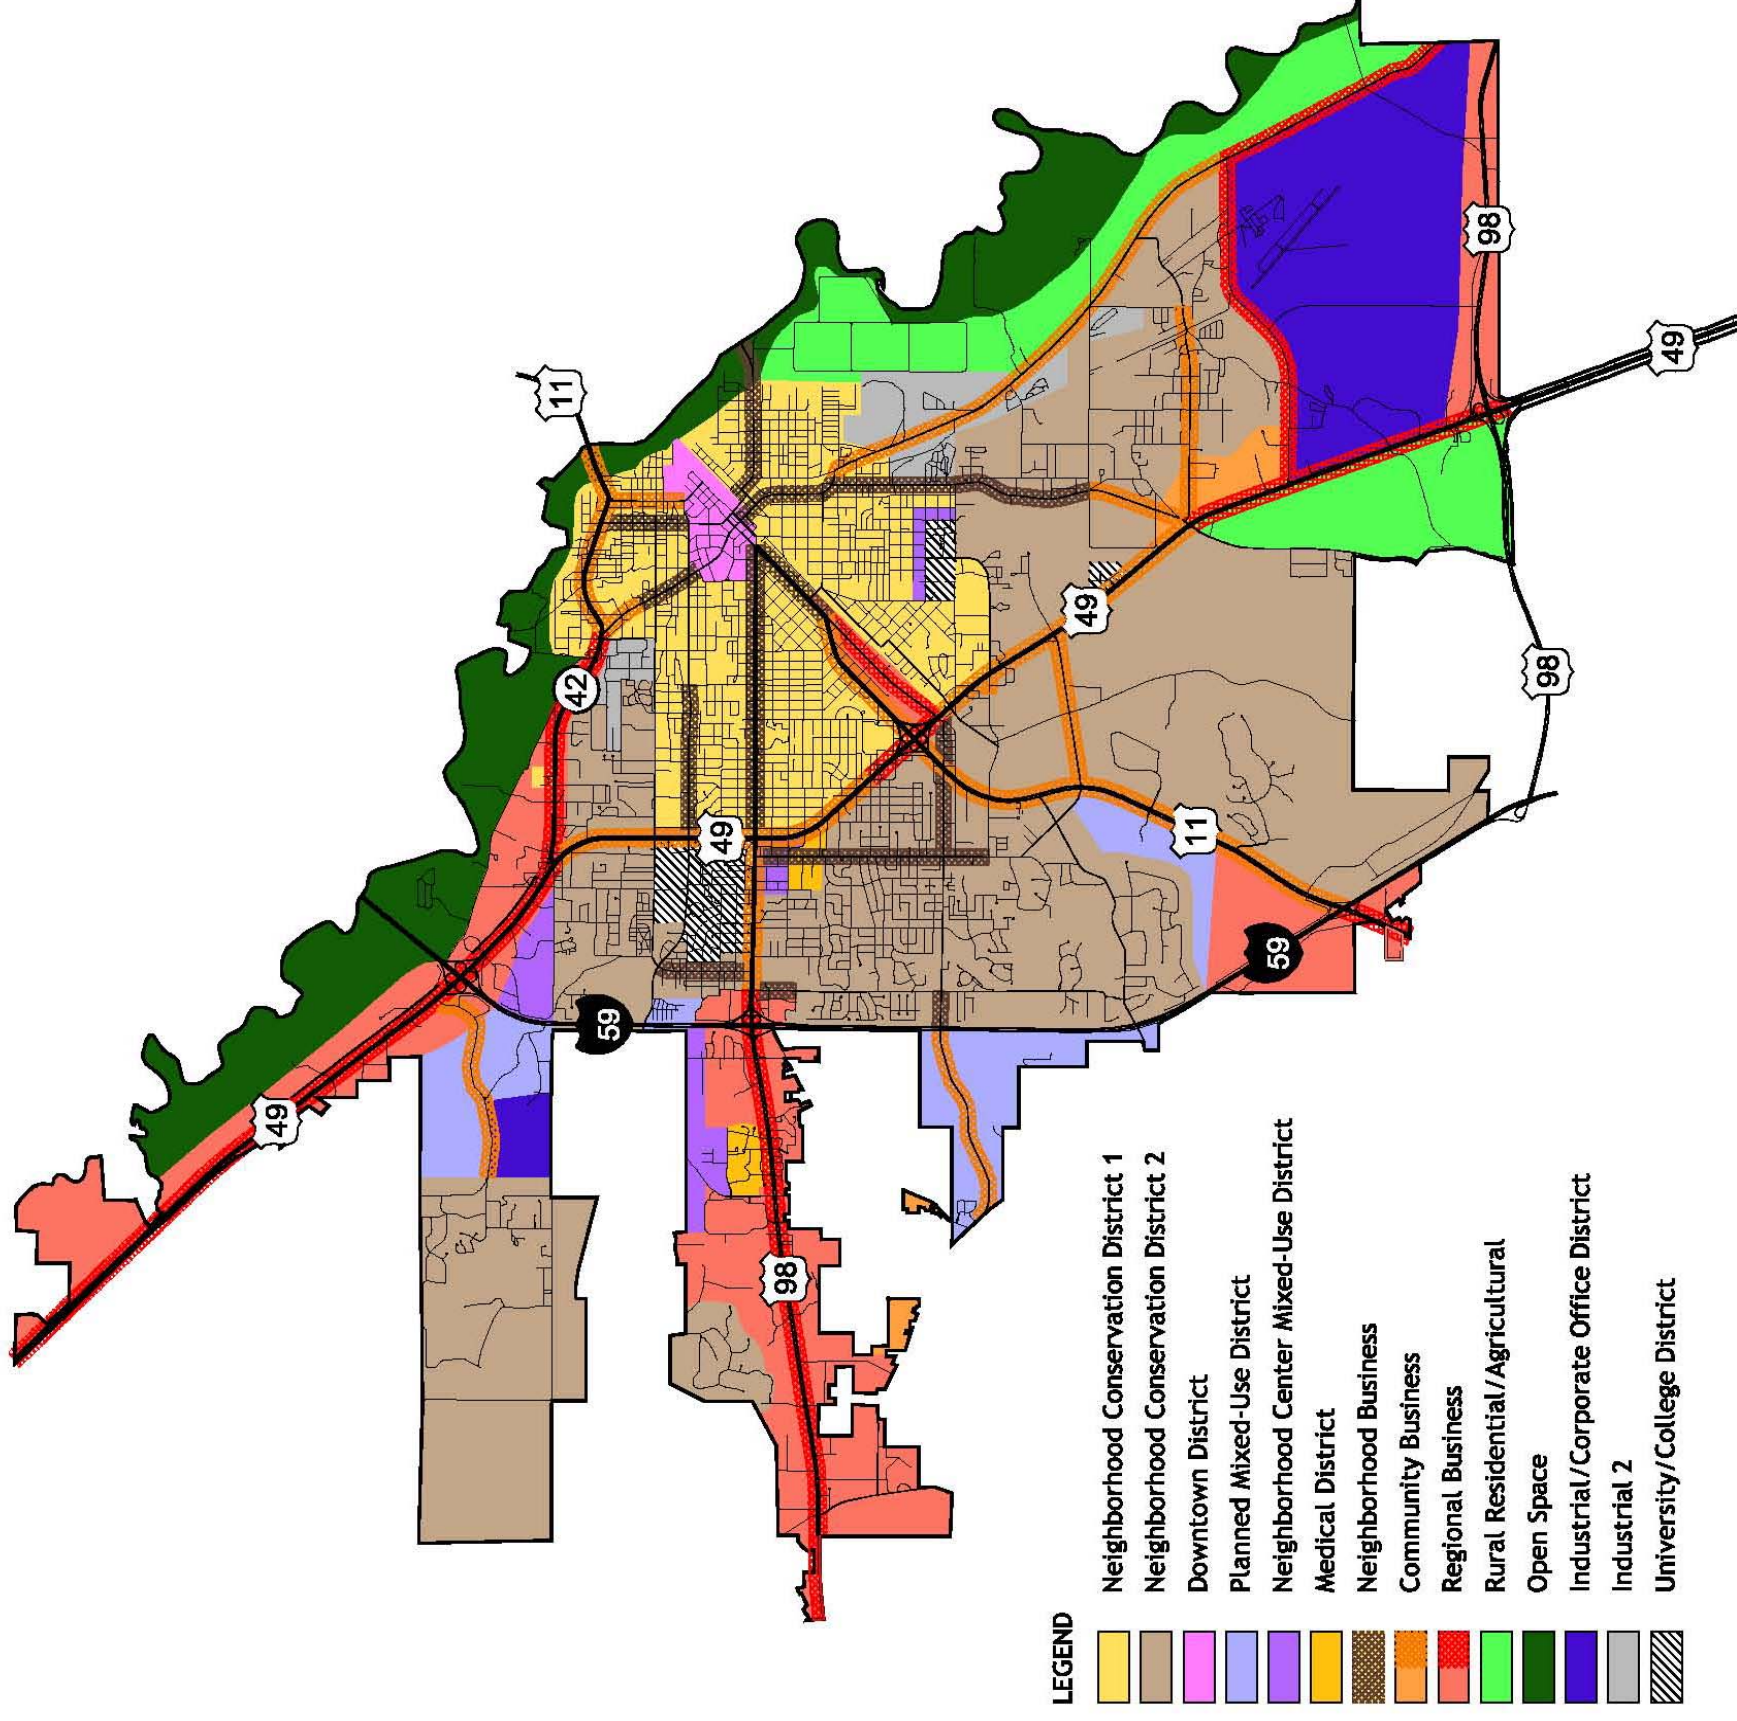 11
42
49
49
59
49
98
49
98
49
98
11
59
LEGEND
Neighborhood Conservation District 1
Neighborhood Conservation District 2
Downtown District
Planned Mixed-Use District
Neighborhood Center Mixed-Use District
Medical District
Neighborhood Business
Community Business
Regional Business
Rural Residential/Agricultural
Open Space
Industrial/Corporate Office District
Industrial 2
University/College District